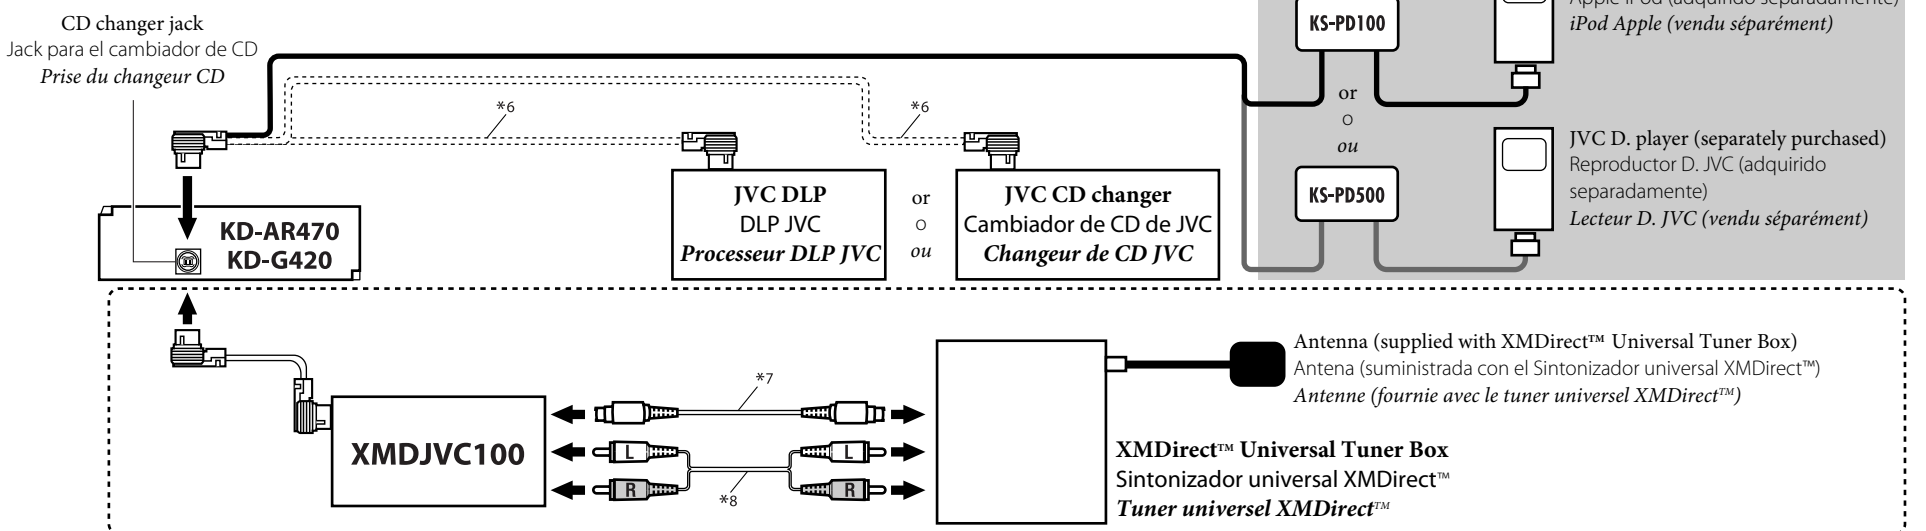 CD changer jack
Jack para el cambiador de CD
Prise du changeur CD
*6
*6
KD-AR470
KD-G420
JVC DLP
DLP JVC
Processeur DLP JVC
or
o
ou
JVC CD changer
Cambiador de CD de JVC
Changeur de CD JVC
KS-PD100
Apple iPod (adquirido separadamente)
iPod Apple (vendu séparément)
or
o
ou
KS-PD500
JVC D. player (separately purchased)
Reproductor D. JVC (adquirido
separadamente)
Lecteur D. JVC (vendu séparément)
XMDJVC100
*7
L
L
R
R
*8
Antenna (supplied with XMDirect™ Universal Tuner Box)
Antena (suministrada con el Sintonizador universal XMDirect™)
Antenne (fournie avec le tuner universel XMDirect™)
XMDirect™ Universal Tuner Box
Sintonizador universal XMDirect™
Tuner universel XMDirect™